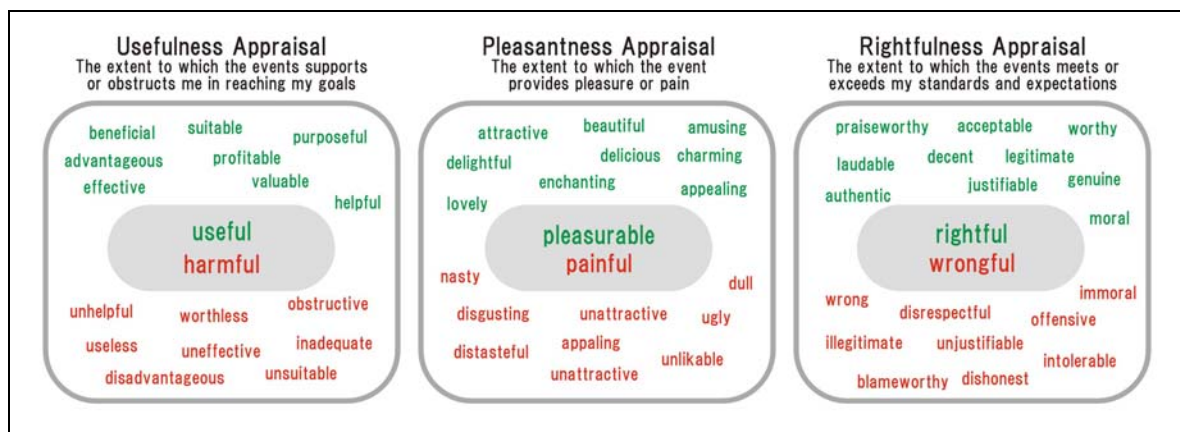 Usefulness Appraisal
The extent to which the events supports
or obstructs me in reaching my goals
beneficial suitable purposeful
advantageous profitable
effective valuable
helpful
useful
harmful
unhelpful worthless obstructive
useless uneffective inadequate
disadvantageous unsuitable
Pleasantness Appraisal
The extent to which the event
provides pleasure or pain
attractive beautiful amusing
delightful delicious charming
enchanting appealing
lovely
pleasurable
painful
nasty dull
disgusting unattractive ugly
distasteful appaling unlikable
unattractive
Rightfulness Appraisal
The extent to which the events meets or
exceeds my standards and expectations
praiseworthy acceptable worthy
laudable decent legitimate
authentic justifiable genuine
moral
rightful
wrongful
wrong disrespectful immoral
offensive
illegitimate unjustifiable
intolerable
blameworthy dishonest